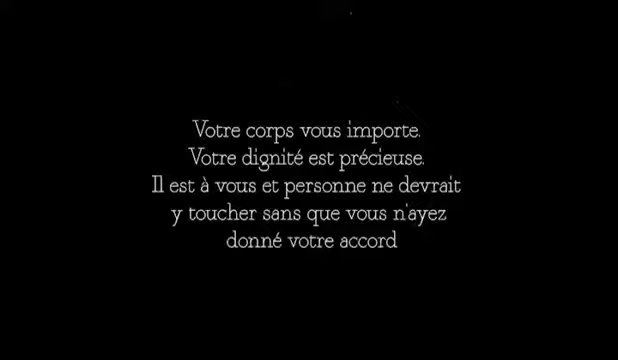 Votre corps vous importe.
Votre dignité est précieuse.
Il est à vous et personne ne devrait
y toucher sans que vous n'ayez
donné votre accord